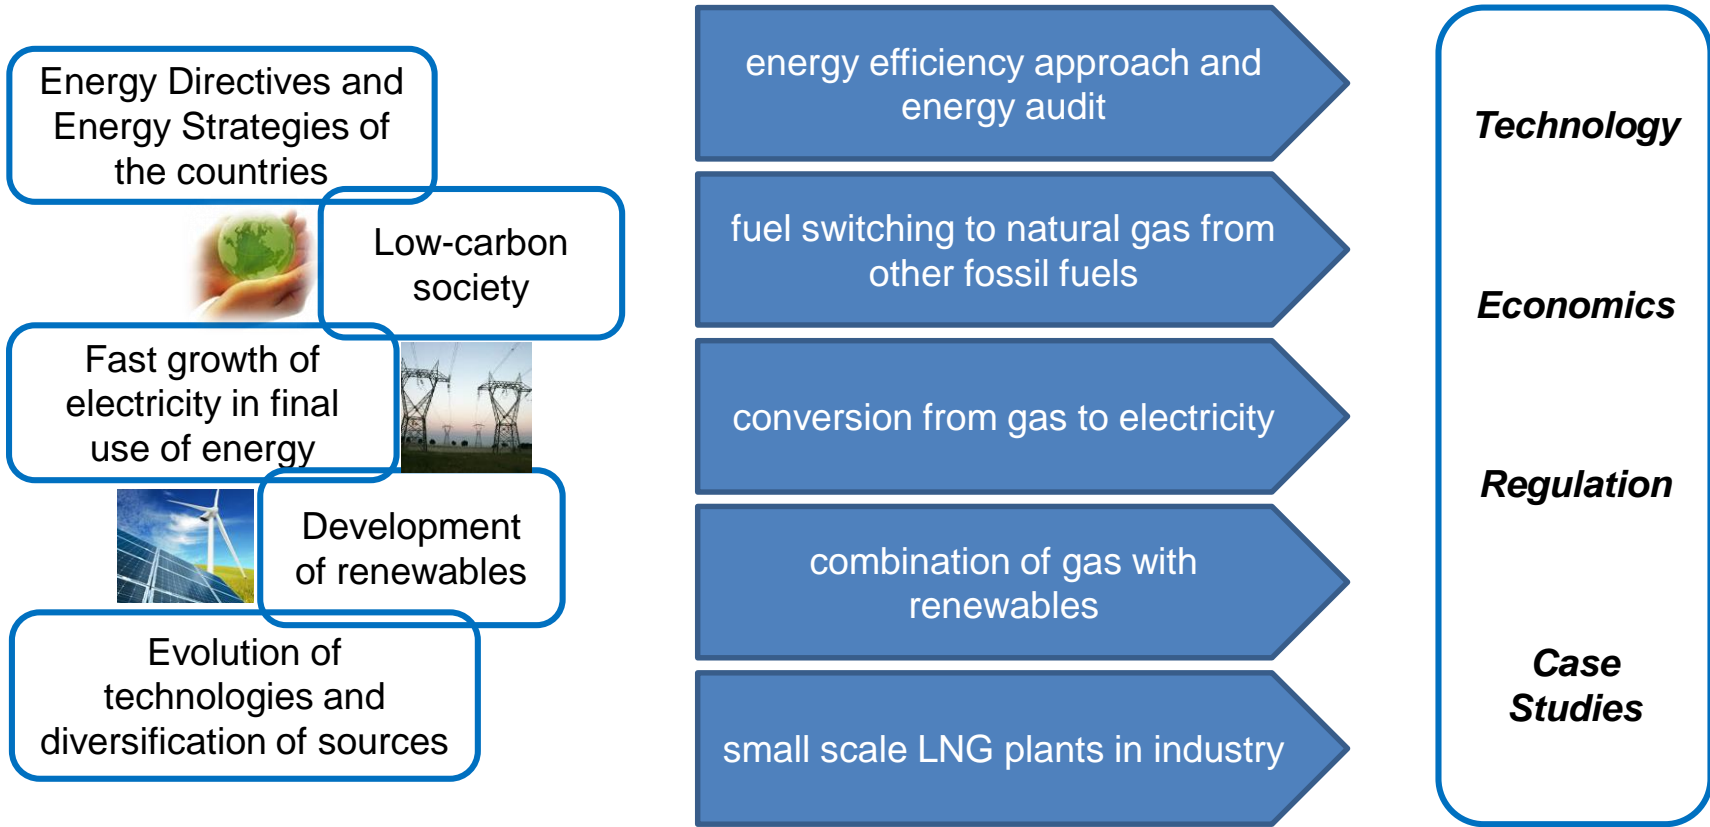 Energy Directives and
Energy Strategies of
the countries
Low-carbon
society
Fast growth of
electricity in final
use of energy
Development
of renewables
Evolution of
technologies and
diversification of sources
energy efficiency approach and
energy audit
fuel switching to natural gas from
other fossil fuels
conversion from gas to electricity
combination of gas with
renewables
small scale LNG plants in industry
Technology
Economics
Regulation
Case
Studies